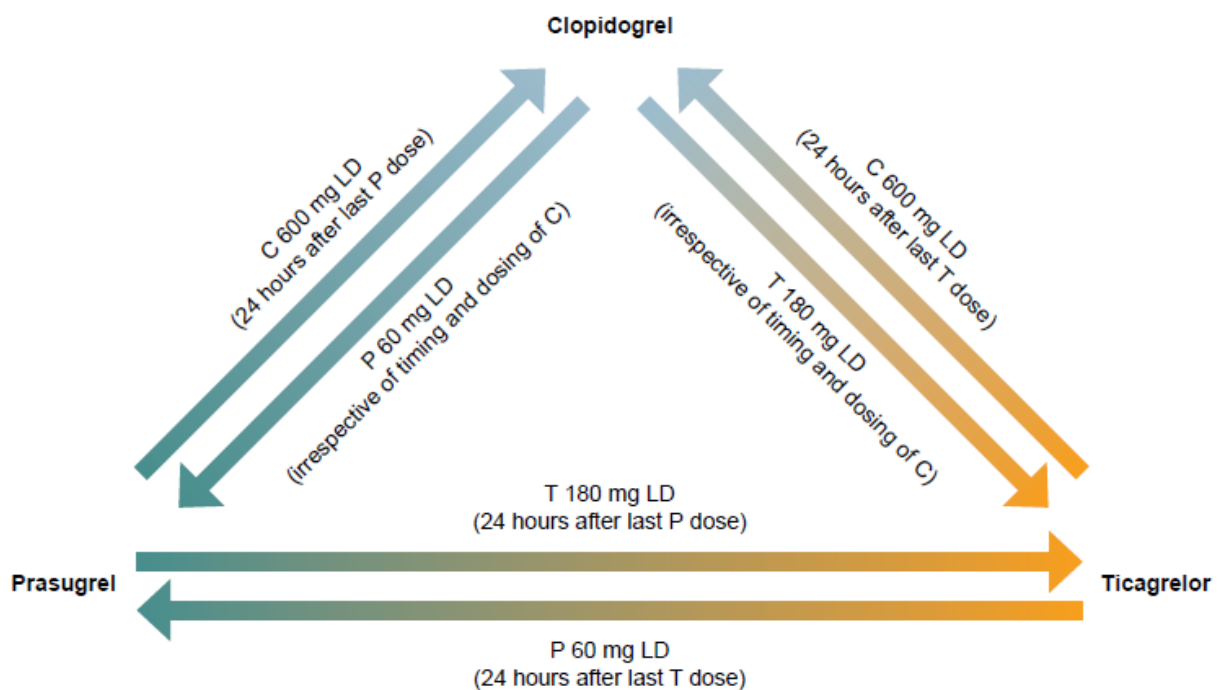 Clopidogrel
C 600 mg LD
(24 hours after last P dose)
P 60 mg LD
(irrespective of timing and dosing of C)
T 180 mg LD
(irrespective of timing and dosing of C)
C 600 mg LD
(24 hours after last T dose)
T 180 mg LD
(24 hours after last P dose)
Prasugrel
Ticagrelor
P 60 mg LD
(24 hours after last T dose)